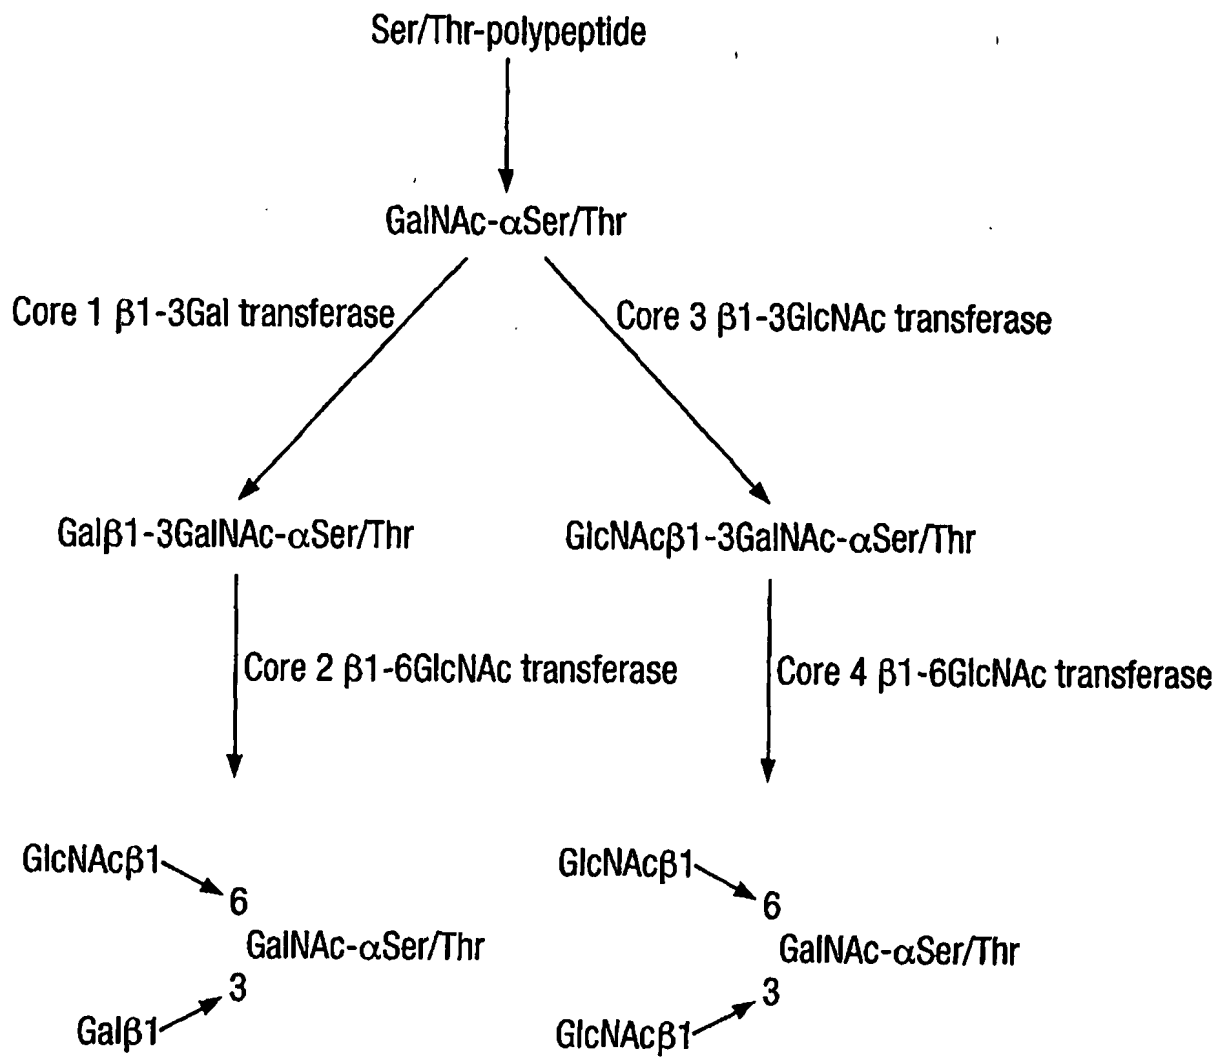 Ser/Thr-polypeptide
GalNAc-αSer/Thr
Core 1 β1-3Gal transferase
Core 3 β1-3GlcNAc transferase
Galβ1-3GalNAc-αSer/Thr
GlcNAcβ1-3GalNAc-αSer/Thr
Core 2 β1-6GlcNAc transferase
Core 4 β1-6GlcNAc transferase
GlcNAcβ1
6
GalNAc-αSer/Thr
3
Galβ1
GlcNAcβ1
6
GalNAc-αSer/Thr
3
GlcNAcβ1